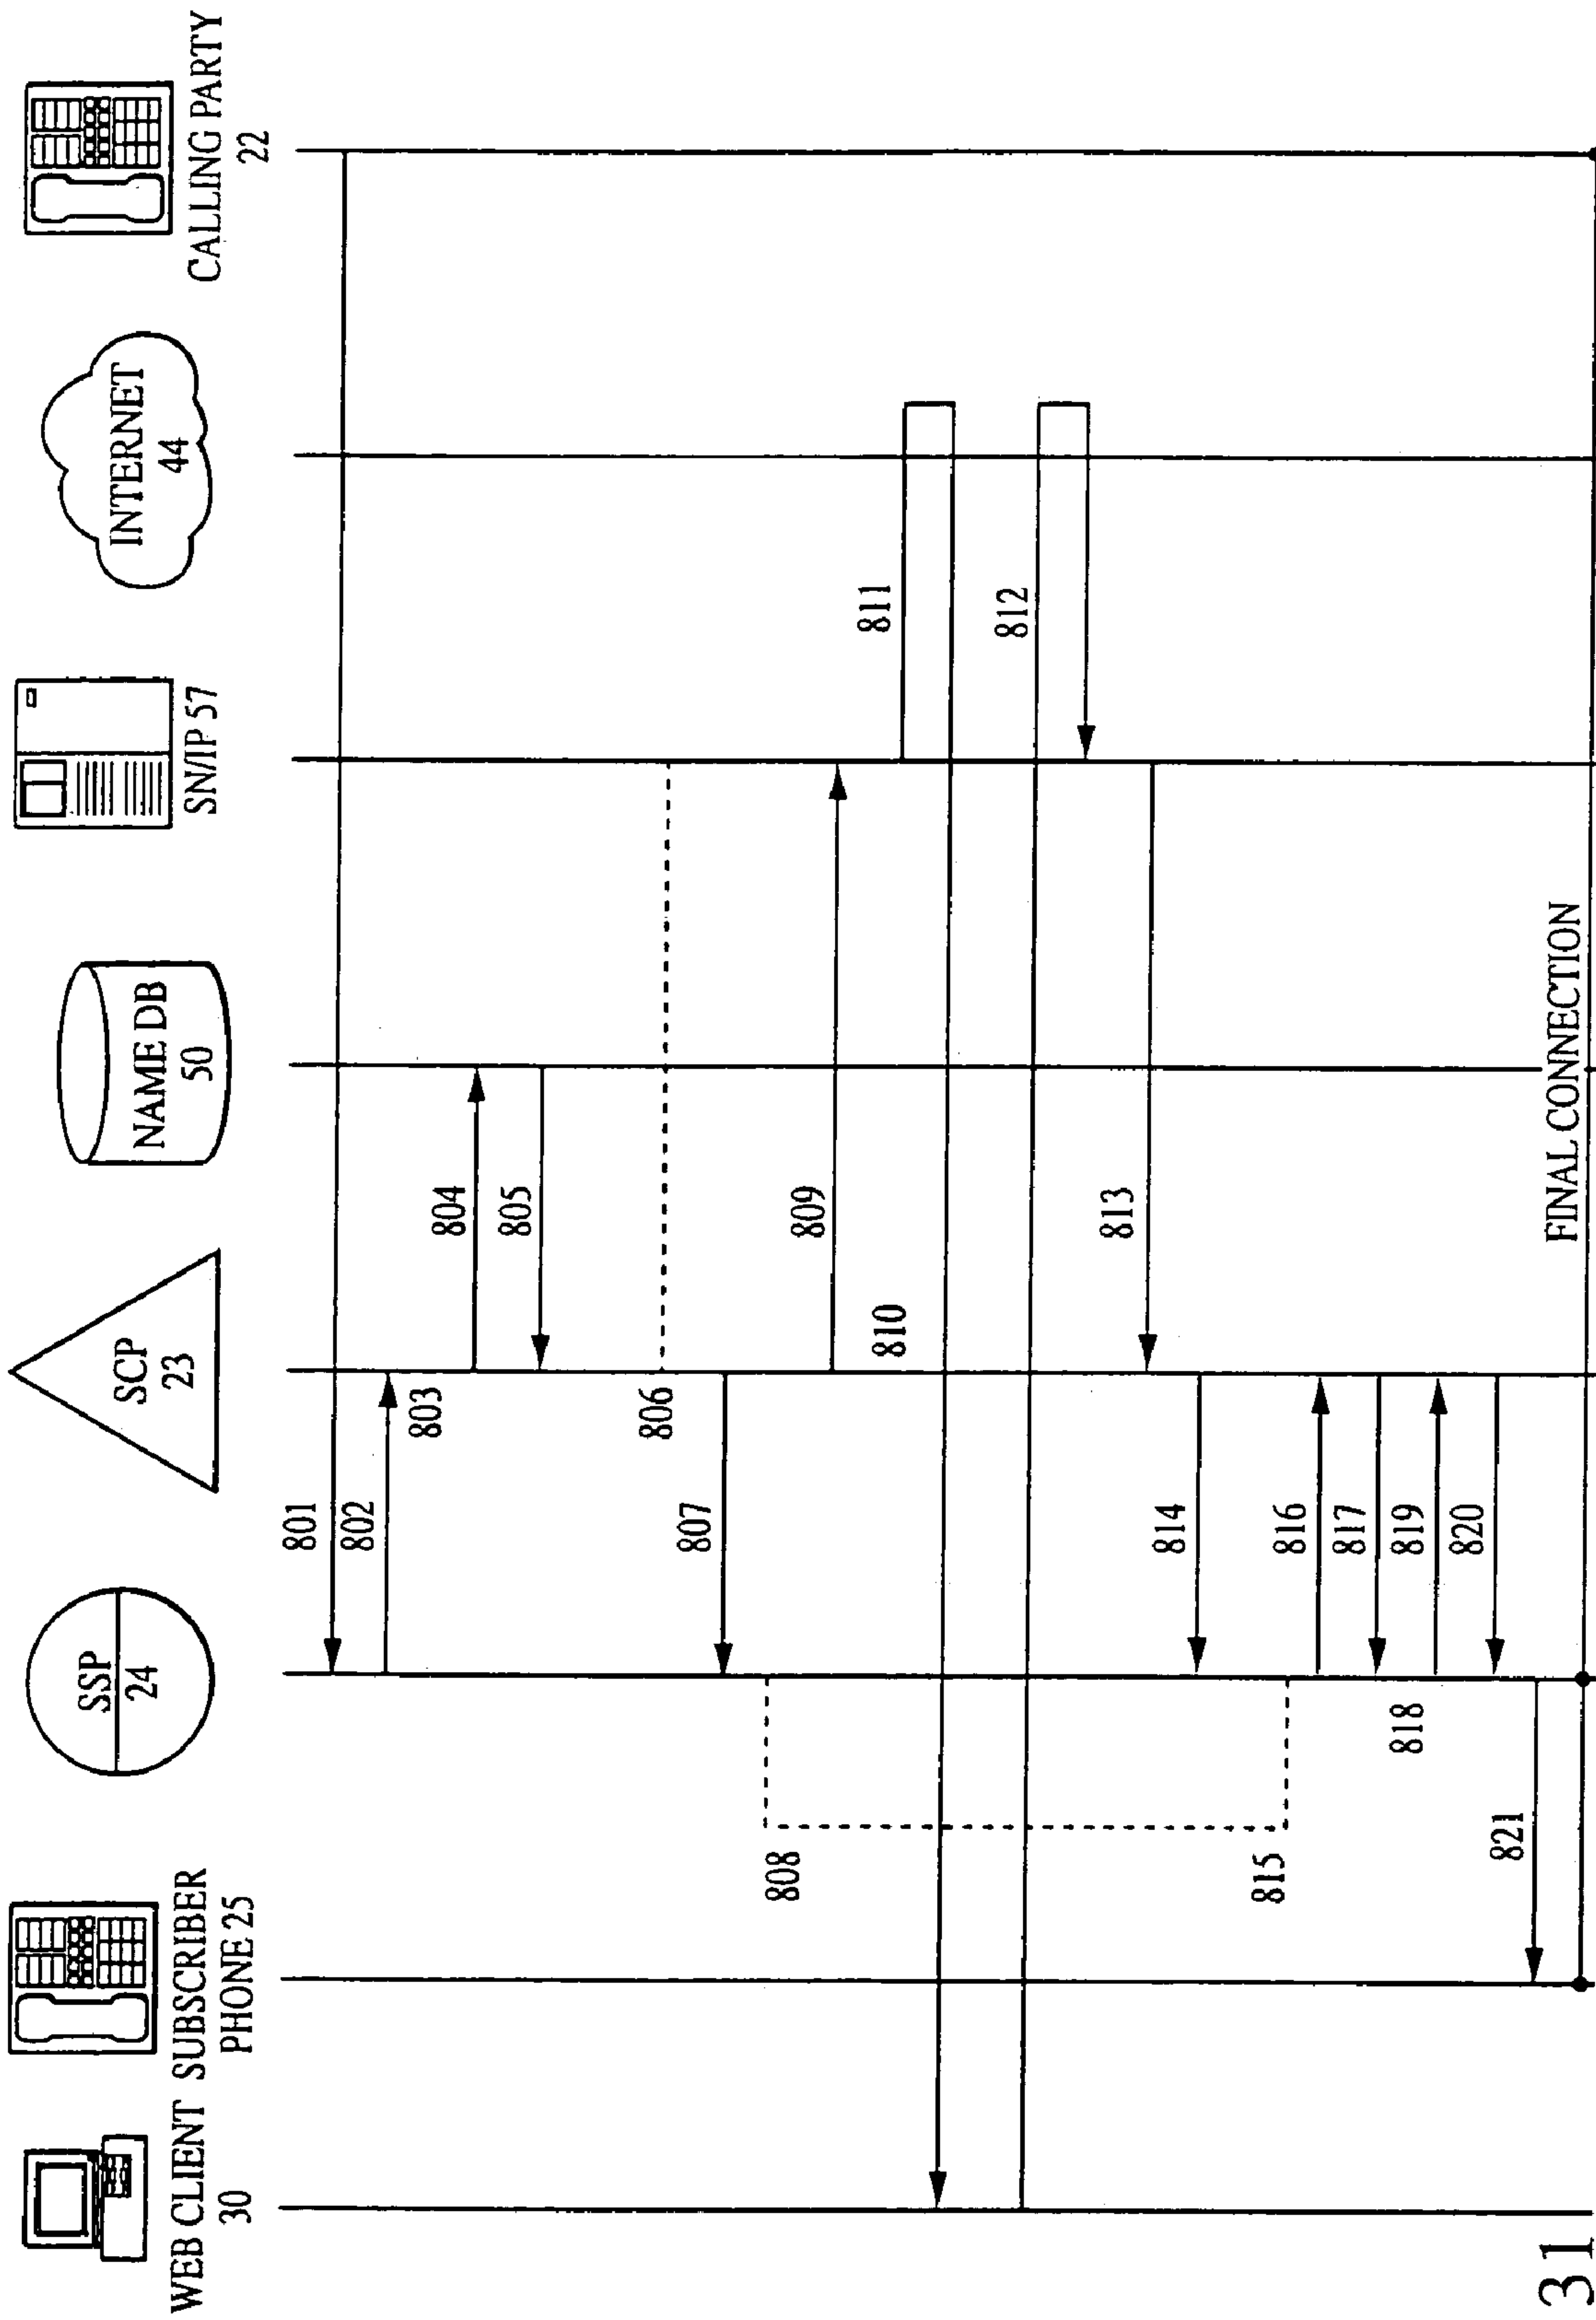 WEB CLIENT
30
SUBSCRIBER
PHONE 25
SSP
24
SCP
23
NAME DB
50
SN/IP 57
INTERNET
44
CALLING PARTY
22
801
802
803
804
805
806
807
808
809
810
811
812
813
814
815
816
817
818
819
820
821
FINAL CONNECTION
31